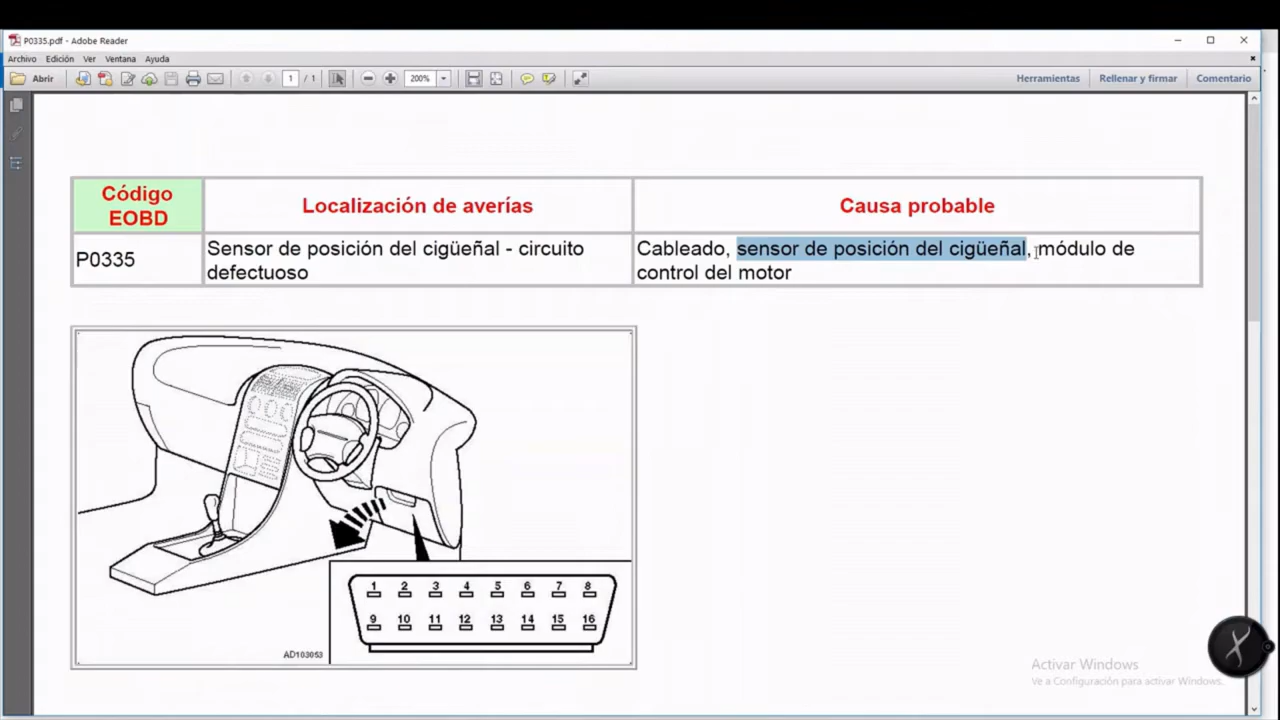 P0335.pdf - Adobe Reader
Archivo Edición Ver Ventana Ayuda
Abrir 1 / 1 200% Herramientas Rellenar y firmar Comentario
Código EOBD
Localización de averías
Causa probable
P0335
Sensor de posición del cigüeñal - circuito
defectuoso
Cableado, sensor de posición del cigüeñal, módulo de
control del motor
1 2 3 4 5 6 7 8
9 10 11 12 13 14 15 16
AD103053
Activar Windows
Ve a Configuración para activar Windows.